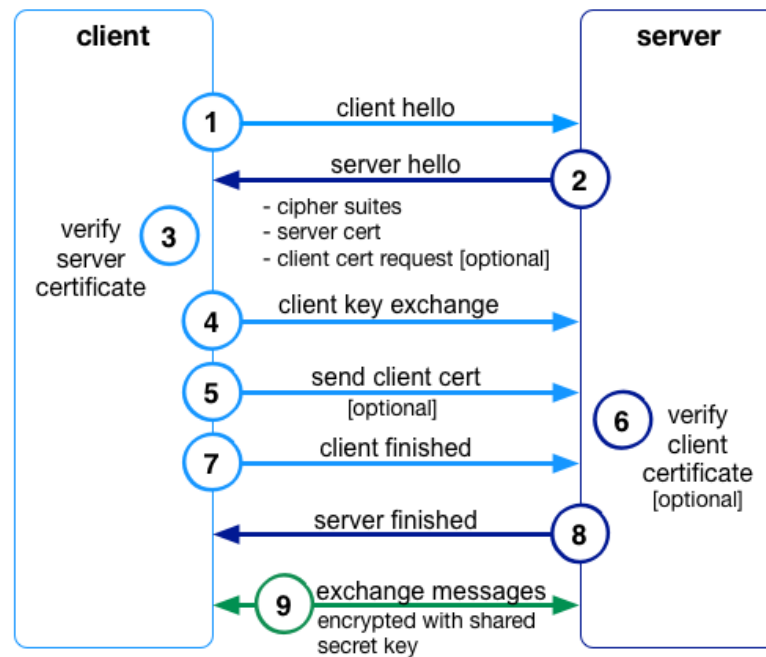 client
server
1
client hello
server hello
2
- cipher suites
- server cert
- client cert request [optional]
3
verify
server
certificate
4
client key exchange
5
send client cert
[optional]
6
verify
client
certificate
[optional]
7
client finished
server finished
8
9
exchange messages
encrypted with shared
secret key